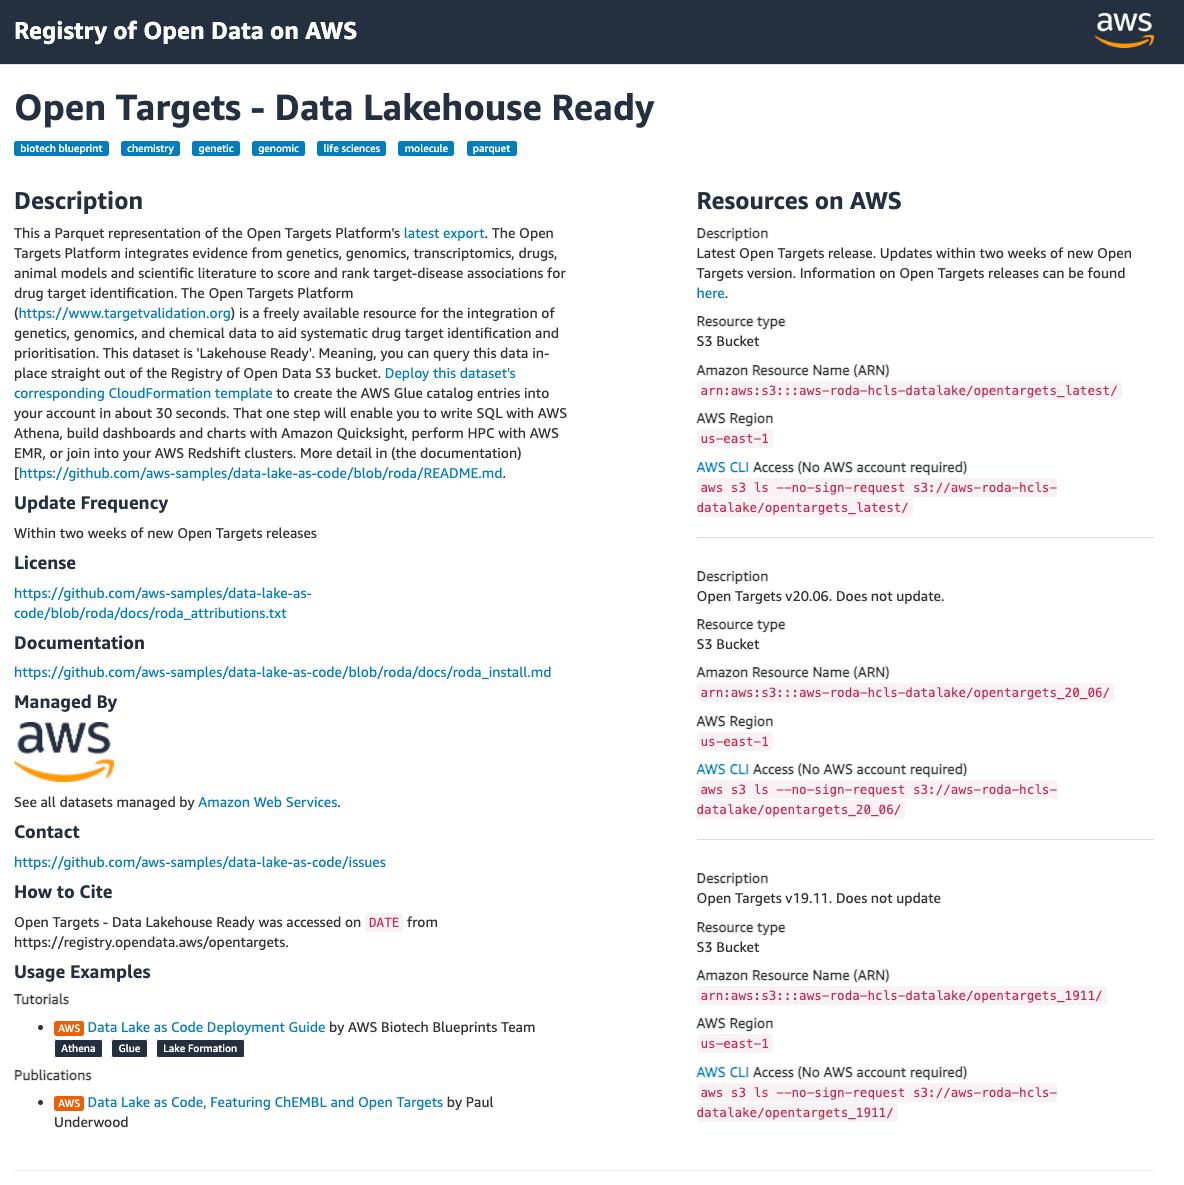 Registry of Open Data on AWS
aws
Open Targets - Data Lakehouse Ready
biotech blueprint chemistry genetic genomic life sciences molecule parquet
Description
This a Parquet representation of the Open Targets Platform's latest export. The Open
Targets Platform integrates evidence from genetics, genomics, transcriptomics, drugs,
animal models and scientific literature to score and rank target-disease associations for
drug target identification. The Open Targets Platform
(https://www.targetvalidation.org) is a freely available resource for the integration of
genetics, genomics, and chemical data to aid systematic drug target identification and
prioritisation. This dataset is 'Lakehouse Ready'. Meaning, you can query this data in-
place straight out of the Registry of Open Data S3 bucket. Deploy this dataset's
corresponding CloudFormation template to create the AWS Glue catalog entries into
your account in about 30 seconds. That one step will enable you to write SQL with AWS
Athena, build dashboards and charts with Amazon Quicksight, perform HPC with AWS
EMR, or join into your AWS Redshift clusters. More detail in (the documentation)
[https://github.com/aws-samples/data-lake-as-code/blob/roda/README.md.
Update Frequency
Within two weeks of new Open Targets releases
License
https://github.com/aws-samples/data-lake-as-
code/blob/roda/docs/roda_attributions.txt
Documentation
https://github.com/aws-samples/data-lake-as-code/blob/roda/docs/roda_install.md
Managed By
aws
See all datasets managed by Amazon Web Services.
Contact
https://github.com/aws-samples/data-lake-as-code/issues
How to Cite
Open Targets - Data Lakehouse Ready was accessed on DATE from
https://registry.opendata.aws/opentargets.
Usage Examples
Tutorials
AWS Data Lake as Code Deployment Guide by AWS Biotech Blueprints Team
Athena Glue Lake Formation
Publications
AWS Data Lake as Code, Featuring ChEMBL and Open Targets by Paul
Underwood
Resources on AWS
Description
Latest Open Targets release. Updates within two weeks of new Open
Targets version. Information on Open Targets releases can be found
here.
Resource type
S3 Bucket
Amazon Resource Name (ARN)
arn:aws:s3:::aws-roda-hcls-datalake/opentargets_latest/
AWS Region
us-east-1
AWS CLI Access (No AWS account required)
aws s3 ls --no-sign-request s3://aws-roda-hcls-
datalake/opentargets_latest/
Description
Open Targets v20.06. Does not update.
Resource type
S3 Bucket
Amazon Resource Name (ARN)
arn:aws:s3:::aws-roda-hcls-datalake/opentargets_20_06/
AWS Region
us-east-1
AWS CLI Access (No AWS account required)
aws s3 ls --no-sign-request s3://aws-roda-hcls-
datalake/opentargets_20_06/
Description
Open Targets v19.11. Does not update
Resource type
S3 Bucket
Amazon Resource Name (ARN)
arn:aws:s3:::aws-roda-hcls-datalake/opentargets_1911/
AWS Region
us-east-1
AWS CLI Access (No AWS account required)
aws s3 ls --no-sign-request s3://aws-roda-hcls-
datalake/opentargets_1911/